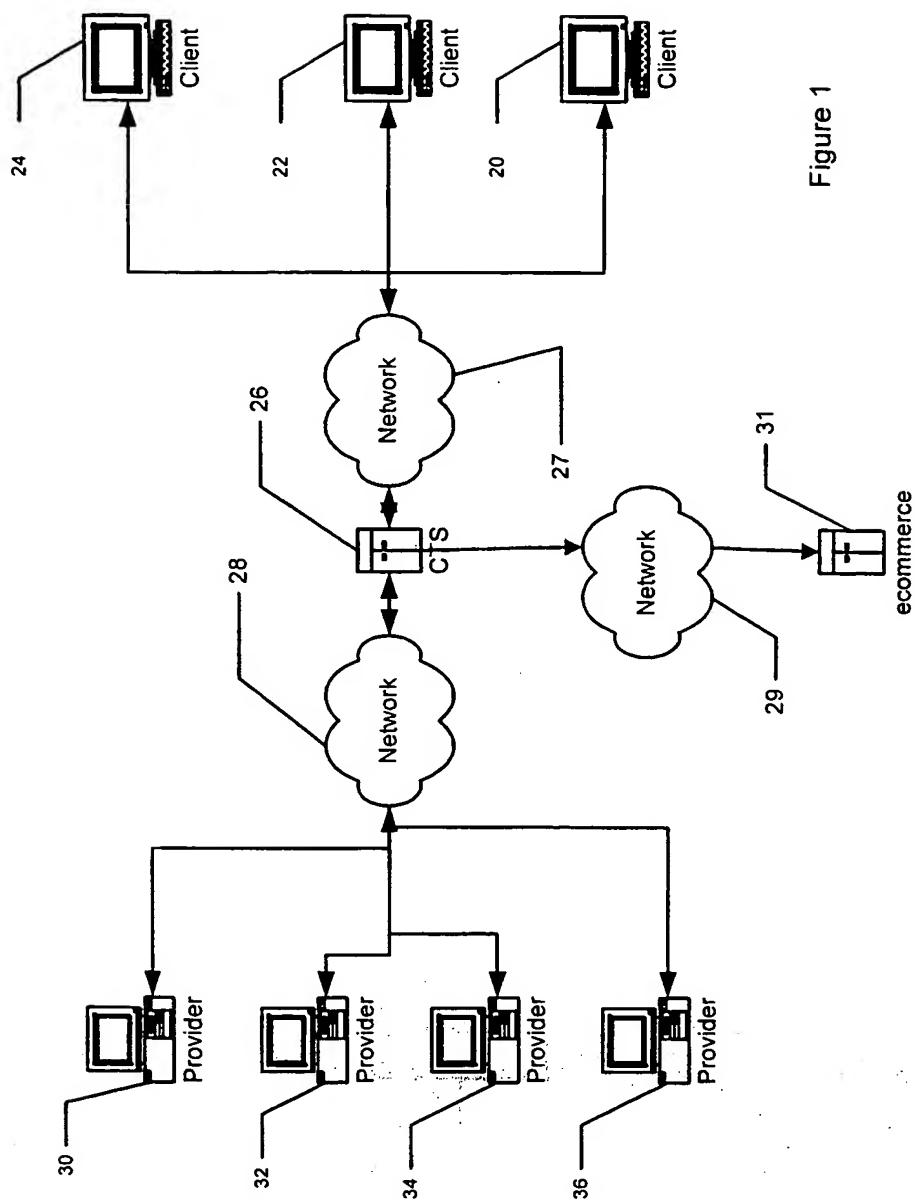 30
Provider
32
Provider
34
Provider
36
Provider
28
Network
26
CTS
Network
27
Network
29
31
ecommerce
24
Client
22
Client
20
Client
Figure 1